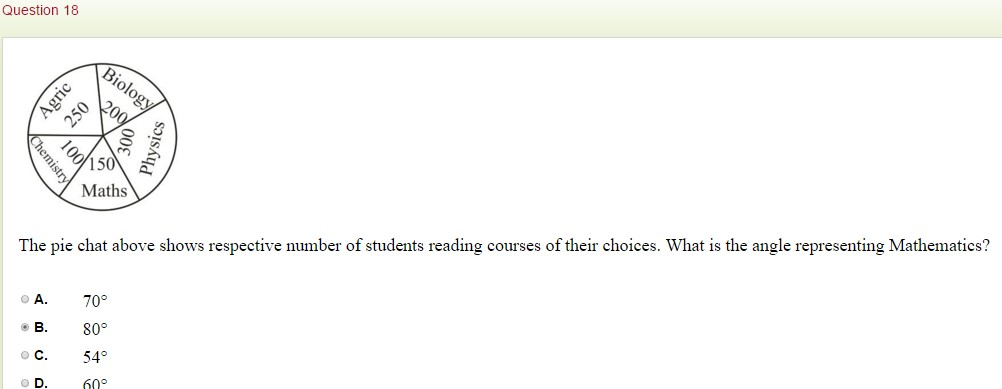 Question 18
Agric
250
Biology
200
300
Physics
Chemistry
100
150
Maths
The pie chat above shows respective number of students reading courses of their choices. What is the angle representing Mathematics?
A. 70°
B. 80°
C. 54°
D. 60°